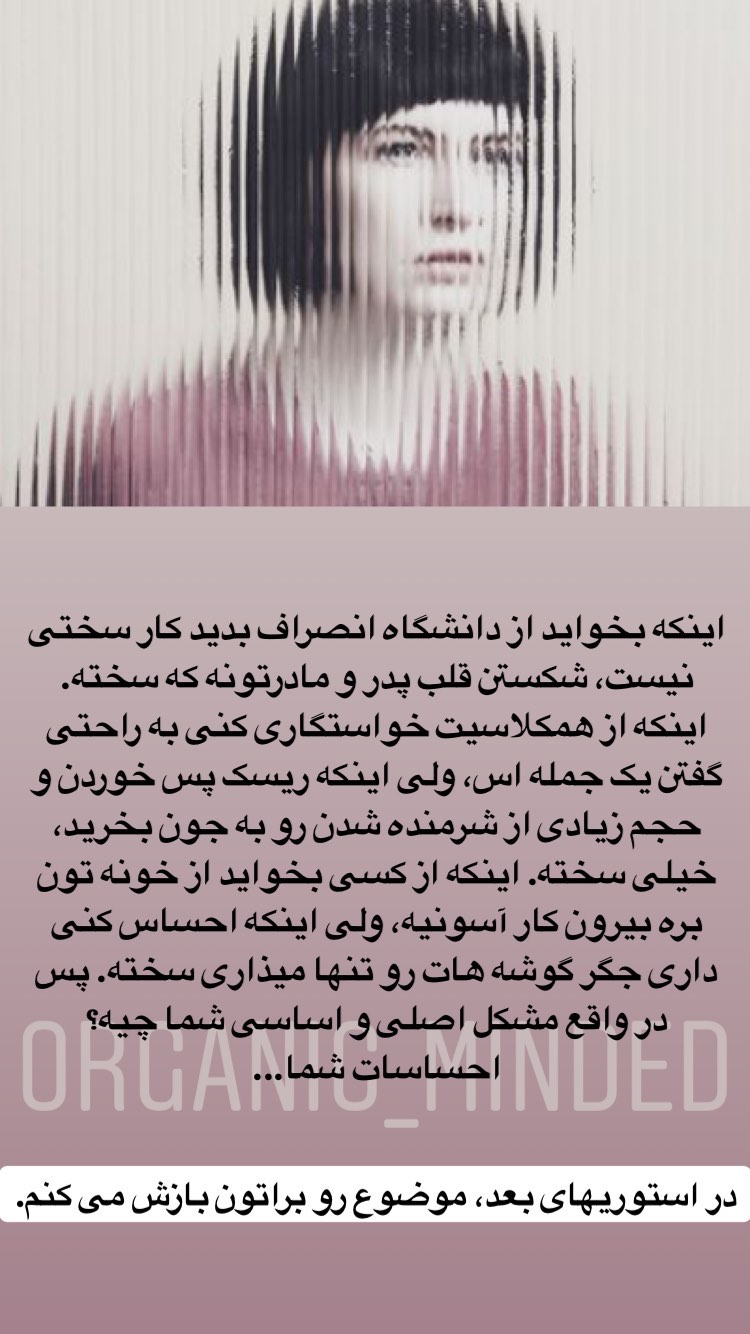 اینکه بخواید از دانشگاه انصراف بدید کار سختی
نیست، شکستن قلب پدر و مادرتونه که سخته.
اینکه از همکلاسیت خواستگاری کنی به راحتی
گفتن یک جمله اس، ولی اینکه ریسک پس خوردن و
حجم زیادی از شرمنده شدن رو به جون بخرید،
خیلی سخته. اینکه از کسی بخواید از خونه تون
بره بیرون کار آسونیه، ولی اینکه احساس کنی
داری جگر گوشه هات رو تنها میذاری سخته. پس
در واقع مشکل اصلی و اساسی شما چیه؟
احساسات شما...
ORGANIC_MINDED
در استوریهای بعد، موضوع رو براتون بازش می کنم.